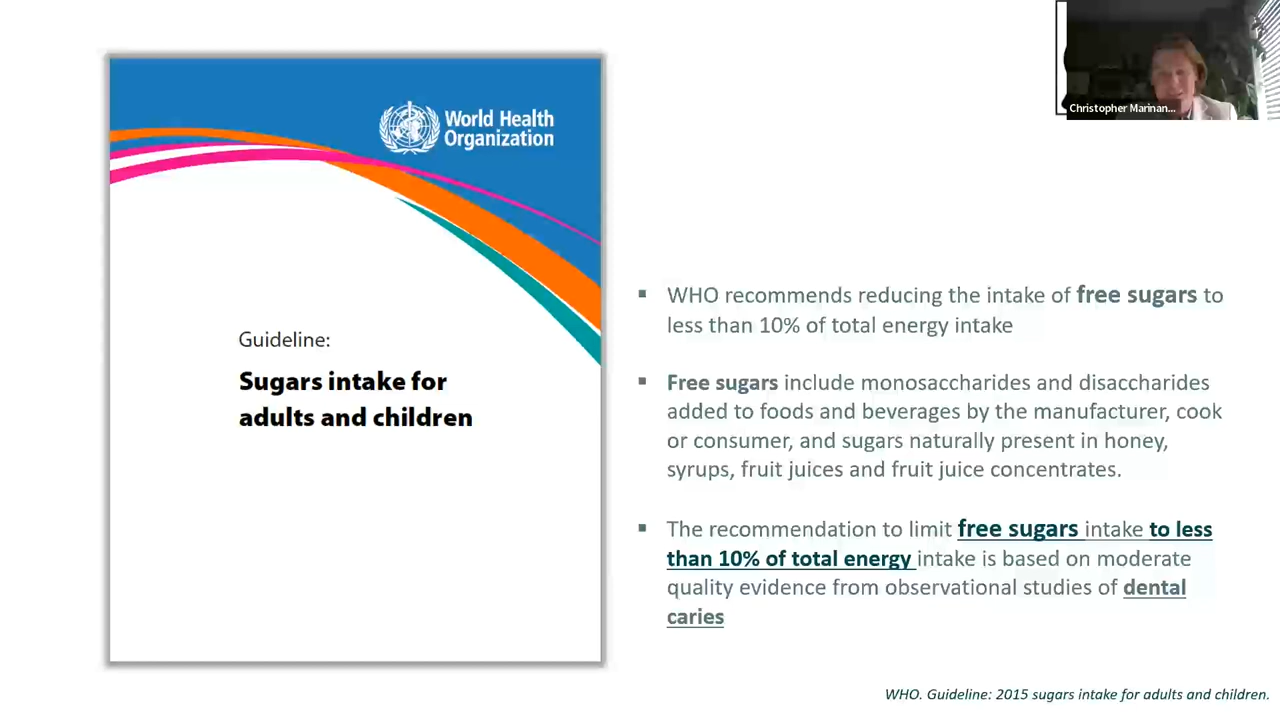 Christopher Marinan...
World Health
Organization
Guideline:
Sugars intake for
adults and children
▪ WHO recommends reducing the intake of free sugars to
less than 10% of total energy intake
▪ Free sugars include monosaccharides and disaccharides
added to foods and beverages by the manufacturer, cook
or consumer, and sugars naturally present in honey,
syrups, fruit juices and fruit juice concentrates.
▪ The recommendation to limit free sugars intake to less
than 10% of total energy intake is based on moderate
quality evidence from observational studies of dental
caries
WHO. Guideline: 2015 sugars intake for adults and children.